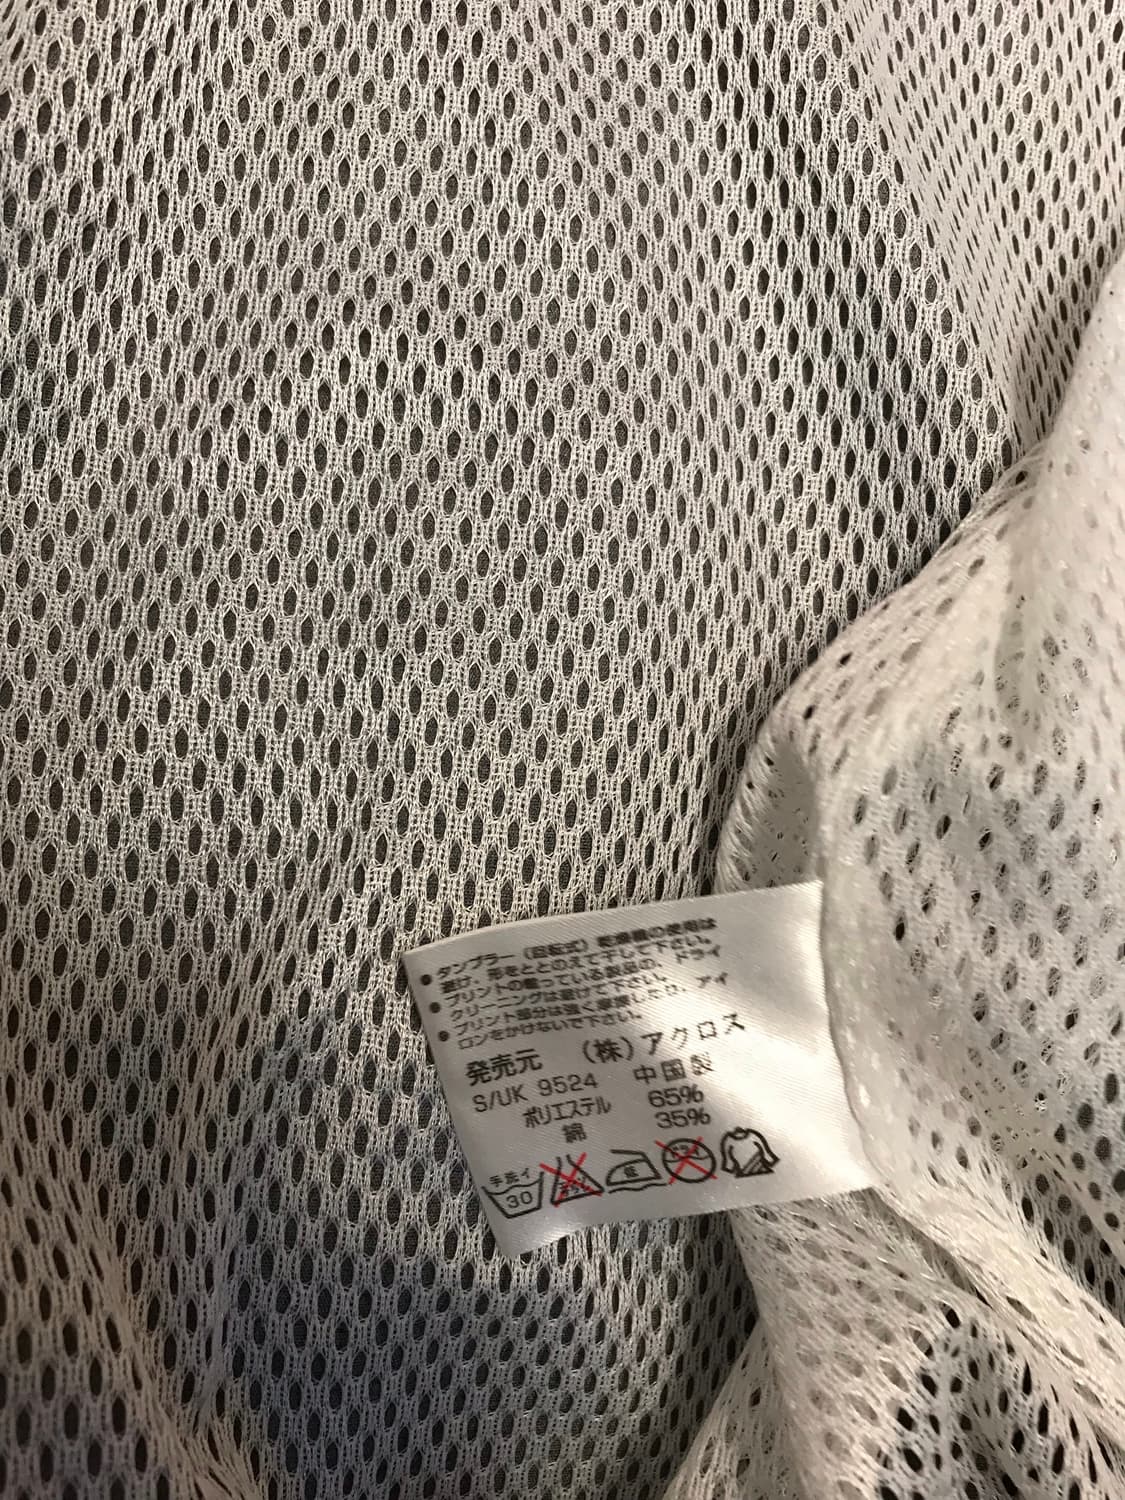 ●タンブラー（回転式）乾燥機の使用は
避け、形をととのえて干して下さい。
●プリントの載っている製品の、ドライ
クリーニングは避けて下さい。
●プリント部分は強く摩擦したり、アイ
ロンをかけないで下さい。
発売元 (株)アクロス
S/UK 9524 中国製
ポリエステル 65%
綿 35%
手洗イ
30 低